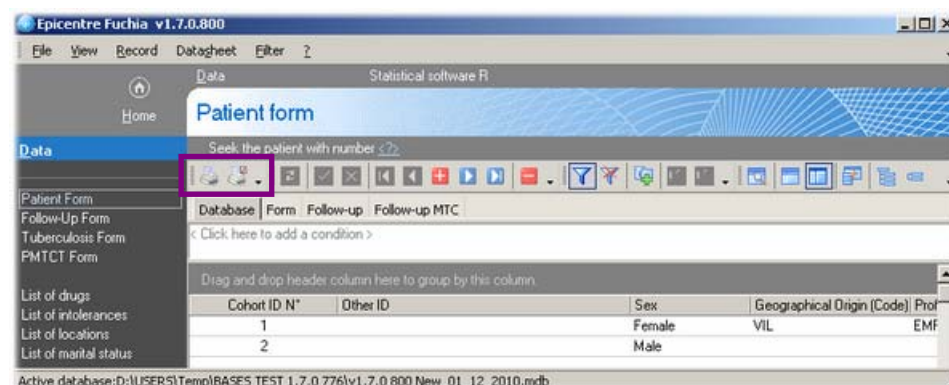 Epicentre Fuchia v1.7.0.800
File View Record Datasheet Filter ?
Data Statistical software R
Home
Patient form
Data
Seek the patient with number <?>
Patient Form
Follow-Up Form
Tuberculosis Form
PMTCT Form
List of drugs
List of intolerances
List of locations
List of marital status
Database Form Follow-up Follow-up MTC
< Click here to add a condition >
Drag and drop header column here to group by this column.
Cohort ID N° Other ID Sex Geographical Origin (Code) Prof
1 Female VIL EMF
2 Male
Active database:D:\USERS\Temp\BASES TEST 1.7.0.776\v1.7.0.800 New_01_12_2010.mdb